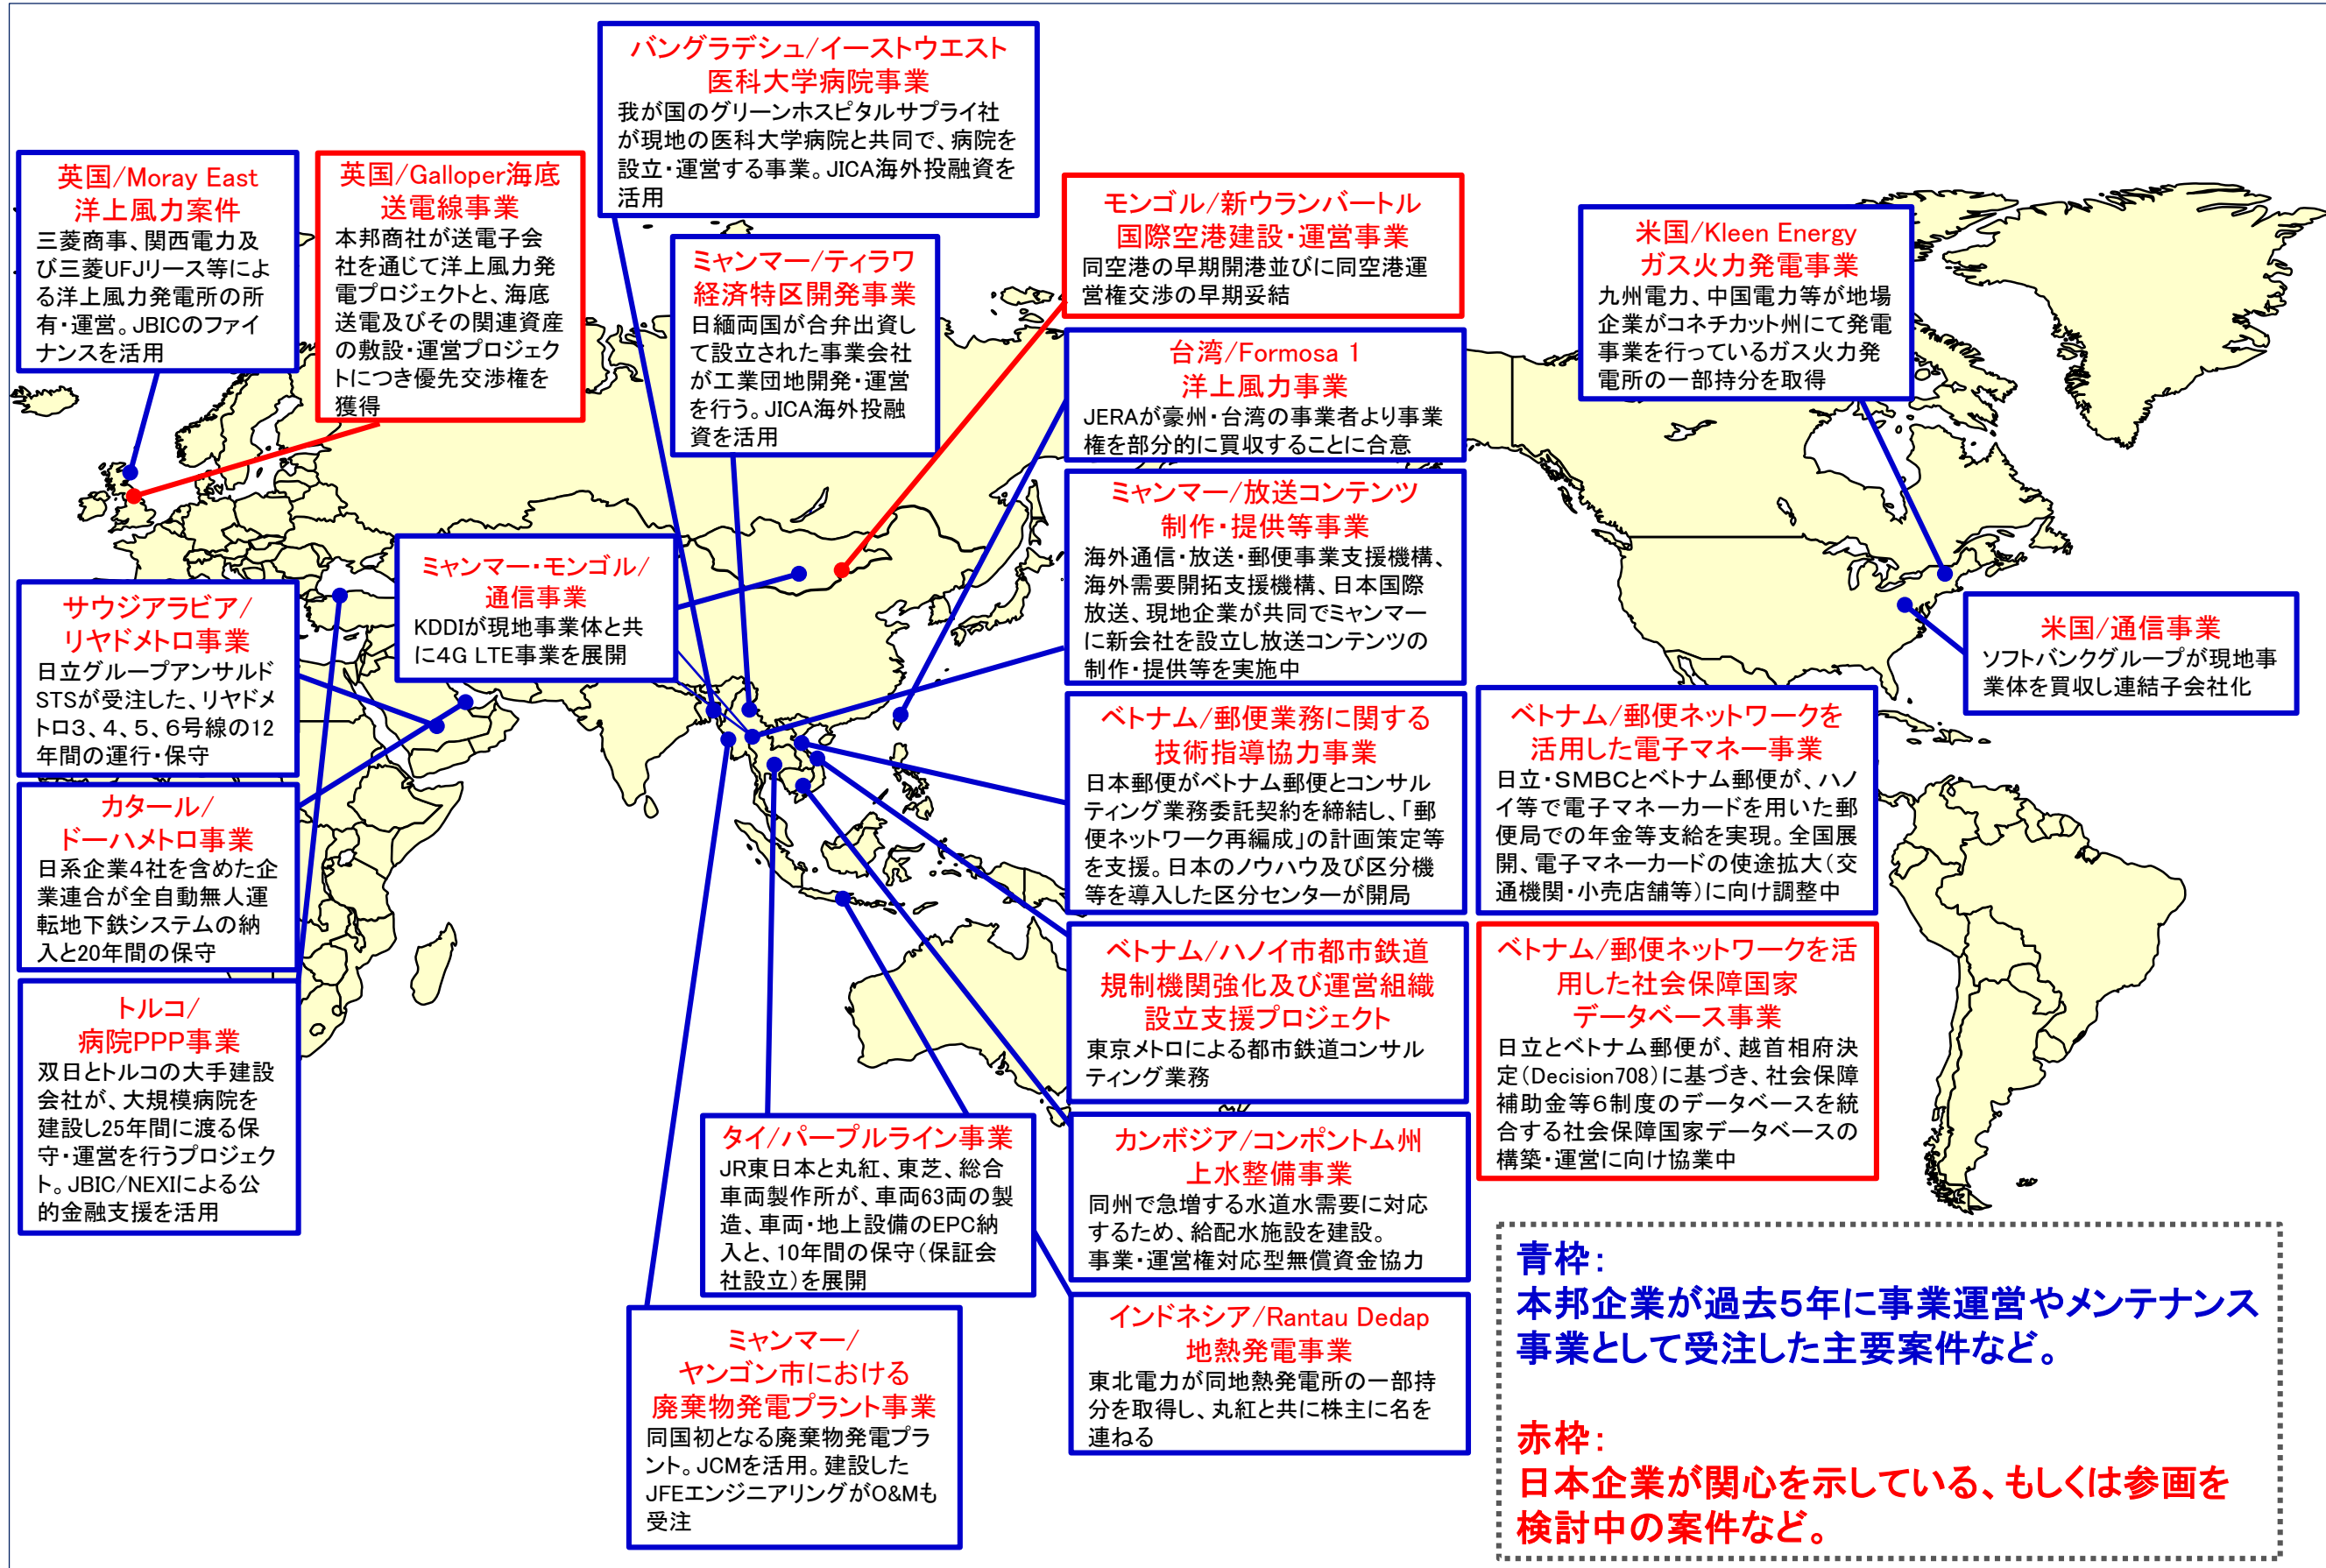 バングラデシュ/イーストウエスト
医科大学病院事業
我が国のグリーンホスピタルサプライ社
が現地の医科大学病院と共同で、病院を
設立・運営する事業。JICA海外投融資を
活用
英国/Moray East
洋上風力案件
三菱商事、関西電力及
び三菱UFJリース等によ
る洋上風力発電所の所
有・運営。JBICのファイ
ナンスを活用
英国/Galloper海底
送電線事業
本邦商社が送電子会
社を通じて洋上風力発
電プロジェクトと、海底
送電及びその関連資産
の敷設・運営プロジェク
トにつき優先交渉権を
獲得
ミャンマー/ティラワ
経済特区開発事業
日緬両国が合弁出資し
て設立された事業会社
が工業団地開発・運営
を行う。JICA海外投融
資を活用
モンゴル/新ウランバートル
国際空港建設・運営事業
同空港の早期開港並びに同空港運
営権交渉の早期妥結
台湾/Formosa 1
洋上風力事業
JERAが豪州・台湾の事業者より事業
権を部分的に買収することに合意
米国/Kleen Energy
ガス火力発電事業
九州電力、中国電力等が地場
企業がコネチカット州にて発電
事業を行っているガス火力発
電所の一部持分を取得
ミャンマー/放送コンテンツ
制作・提供等事業
海外通信・放送・郵便事業支援機構、
海外需要開拓支援機構、日本国際
放送、現地企業が共同でミャンマー
に新会社を設立し放送コンテンツの
制作・提供等を実施中
ミャンマー・モンゴル/
通信事業
KDDIが現地事業体と共
に4G LTE事業を展開
サウジアラビア/
リヤドメトロ事業
日立グループアンサルド
STSが受注した、リヤドメ
トロ3、4、5、6号線の12
年間の運行・保守
米国/通信事業
ソフトバンクグループが現地事
業体を買収し連結子会社化
ベトナム/郵便業務に関する
技術指導協力事業
日本郵便がベトナム郵便とコンサル
ティング業務委託契約を締結し、「郵
便ネットワーク再編成」の計画策定等
を支援。日本のノウハウ及び区分機
等を導入した区分センターが開局
ベトナム/郵便ネットワークを
活用した電子マネー事業
日立・SMBCとベトナム郵便が、ハノ
イ等で電子マネーカードを用いた郵
便局での年金等支給を実現。全国展
開、電子マネーカードの使途拡大（交
通機関・小売店舗等）に向け調整中
カタール/
ドーハメトロ事業
日系企業4社を含めた企
業連合が全自動無人運
転地下鉄システムの納
入と20年間の保守
ベトナム/ハノイ市都市鉄道
規制機関強化及び運営組織
設立支援プロジェクト
東京メトロによる都市鉄道コンサル
ティング業務
ベトナム/郵便ネットワークを活
用した社会保障国家
データベース事業
日立とベトナム郵便が、越首相府決
定（Decision708）に基づき、社会保障
補助金等6制度のデータベースを統
合する社会保障国家データベースの
構築・運営に向け協業中
トルコ/
病院PPP事業
双日とトルコの大手建設
会社が、大規模病院を
建設し25年間に渡る保
守・運営を行うプロジェク
ト。JBIC/NEXIによる公
的金融支援を活用
タイ/パープルライン事業
JR東日本と丸紅、東芝、総合
車両製作所が、車両63両の製
造、車両・地上設備のEPC納
入と、10年間の保守（保証会
社設立）を展開
カンボジア/コンポントム州
上水整備事業
同州で急増する水道水需要に対応
するため、給配水施設を建設。
事業・運営権対応型無償資金協力
インドネシア/Rantau Dedap
地熱発電事業
東北電力が同地熱発電所の一部持
分を取得し、丸紅と共に株主に名を
連ねる
ミャンマー/
ヤンゴン市における
廃棄物発電プラント事業
同国初となる廃棄物発電プラ
ント。JCMを活用。建設した
JFEエンジニアリングがO&Mも
受注
青枠：
本邦企業が過去5年に事業運営やメンテナンス
事業として受注した主要案件など。
赤枠：
日本企業が関心を示している、もしくは参画を
検討中の案件など。